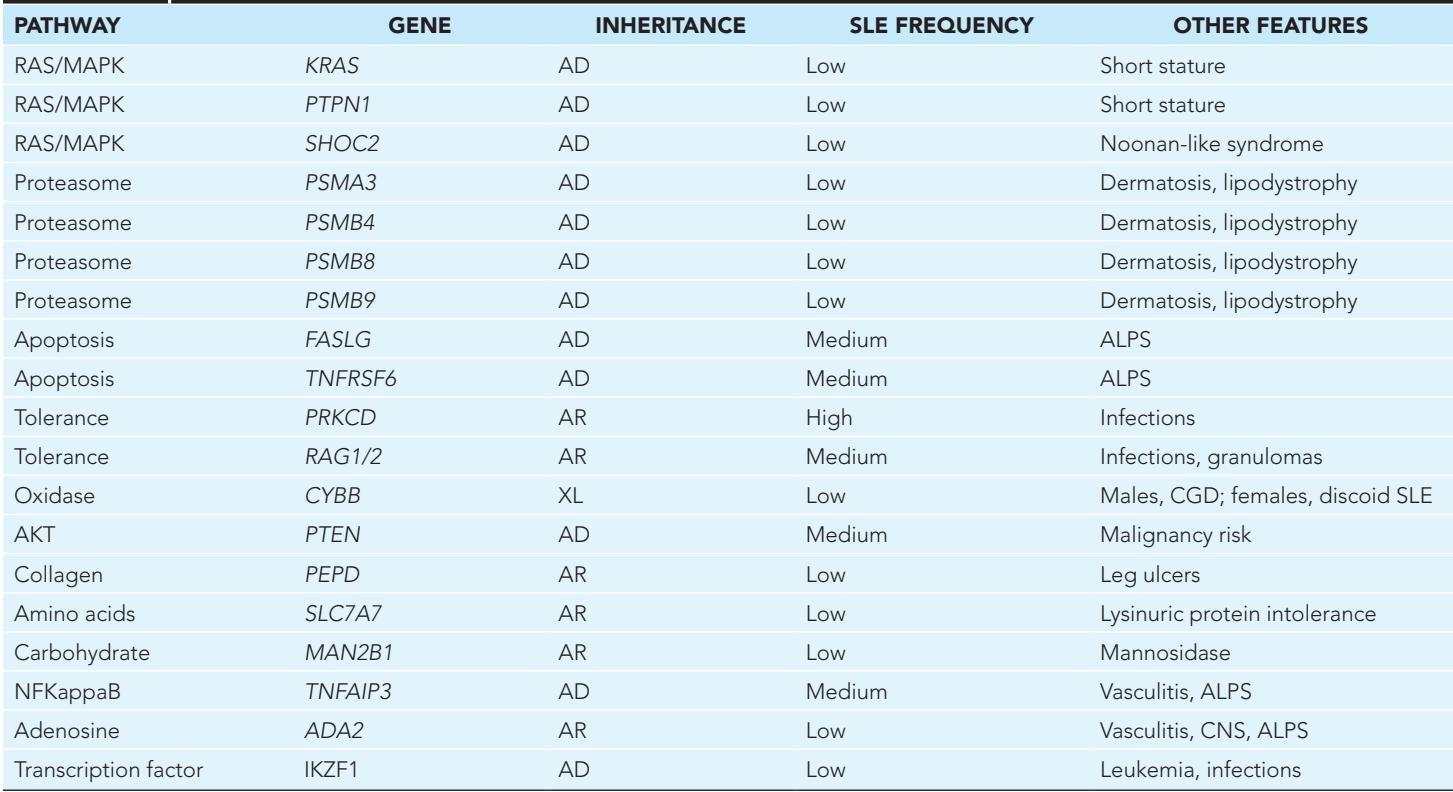 PATHWAY GENE INHERITANCE SLE FREQUENCY OTHER FEATURES
RAS/MAPK KRAS AD Low Short stature
RAS/MAPK PTPN1 AD Low Short stature
RAS/MAPK SHOC2 AD Low Noonan-like syndrome
Proteasome PSMA3 AD Low Dermatosis, lipodystrophy
Proteasome PSMB4 AD Low Dermatosis, lipodystrophy
Proteasome PSMB8 AD Low Dermatosis, lipodystrophy
Proteasome PSMB9 AD Low Dermatosis, lipodystrophy
Apoptosis FASLG AD Medium ALPS
Apoptosis TNFRSF6 AD Medium ALPS
Tolerance PRKCD AR High Infections
Tolerance RAG1/2 AR Medium Infections, granulomas
Oxidase CYBB XL Low Males, CGD; females, discoid SLE
AKT PTEN AD Medium Malignancy risk
Collagen PEPD AR Low Leg ulcers
Amino acids SLC7A7 AR Low Lysinuric protein intolerance
Carbohydrate MAN2B1 AR Low Mannosidase
NFKappaB TNFAIP3 AD Medium Vasculitis, ALPS
Adenosine ADA2 AR Low Vasculitis, CNS, ALPS
Transcription factor IKZF1 AD Low Leukemia, infections